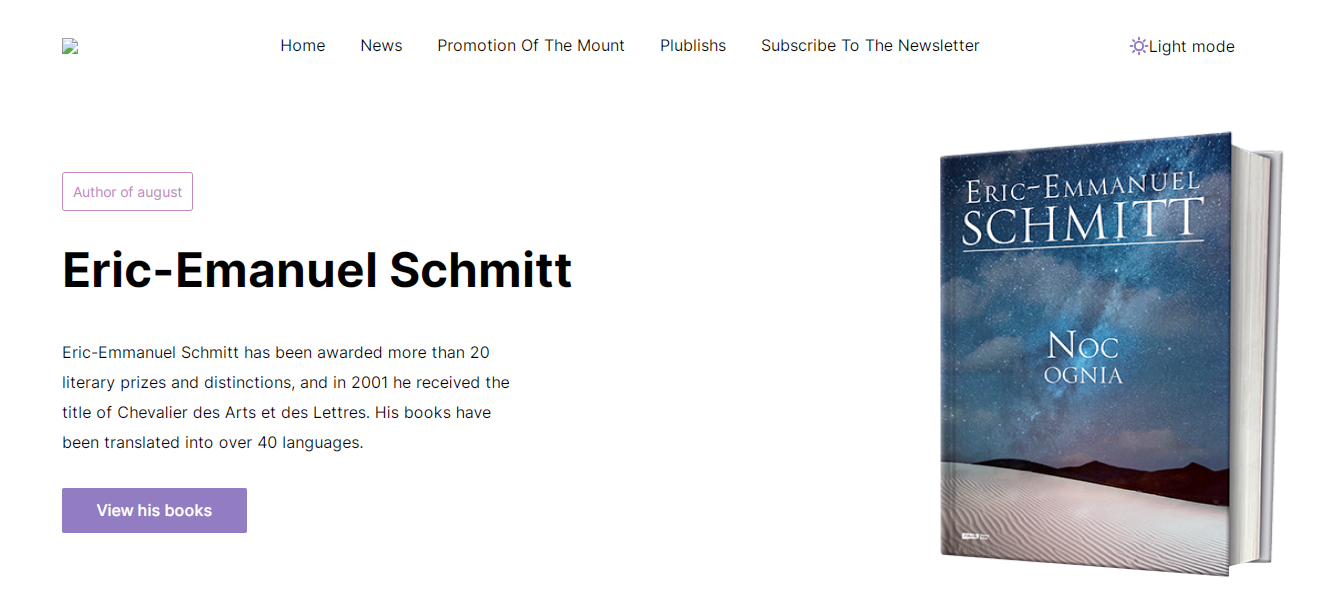 Home News Promotion Of The Mount Plublishs Subscribe To The Newsletter Light mode
Author of august
Eric-Emanuel Schmitt
Eric-Emmanuel Schmitt has been awarded more than 20
literary prizes and distinctions, and in 2001 he received the
title of Chevalier des Arts et des Lettres. His books have
been translated into over 40 languages.
View his books
ERIC-EMMANUEL
SCHMITT
NOC
OGNIA